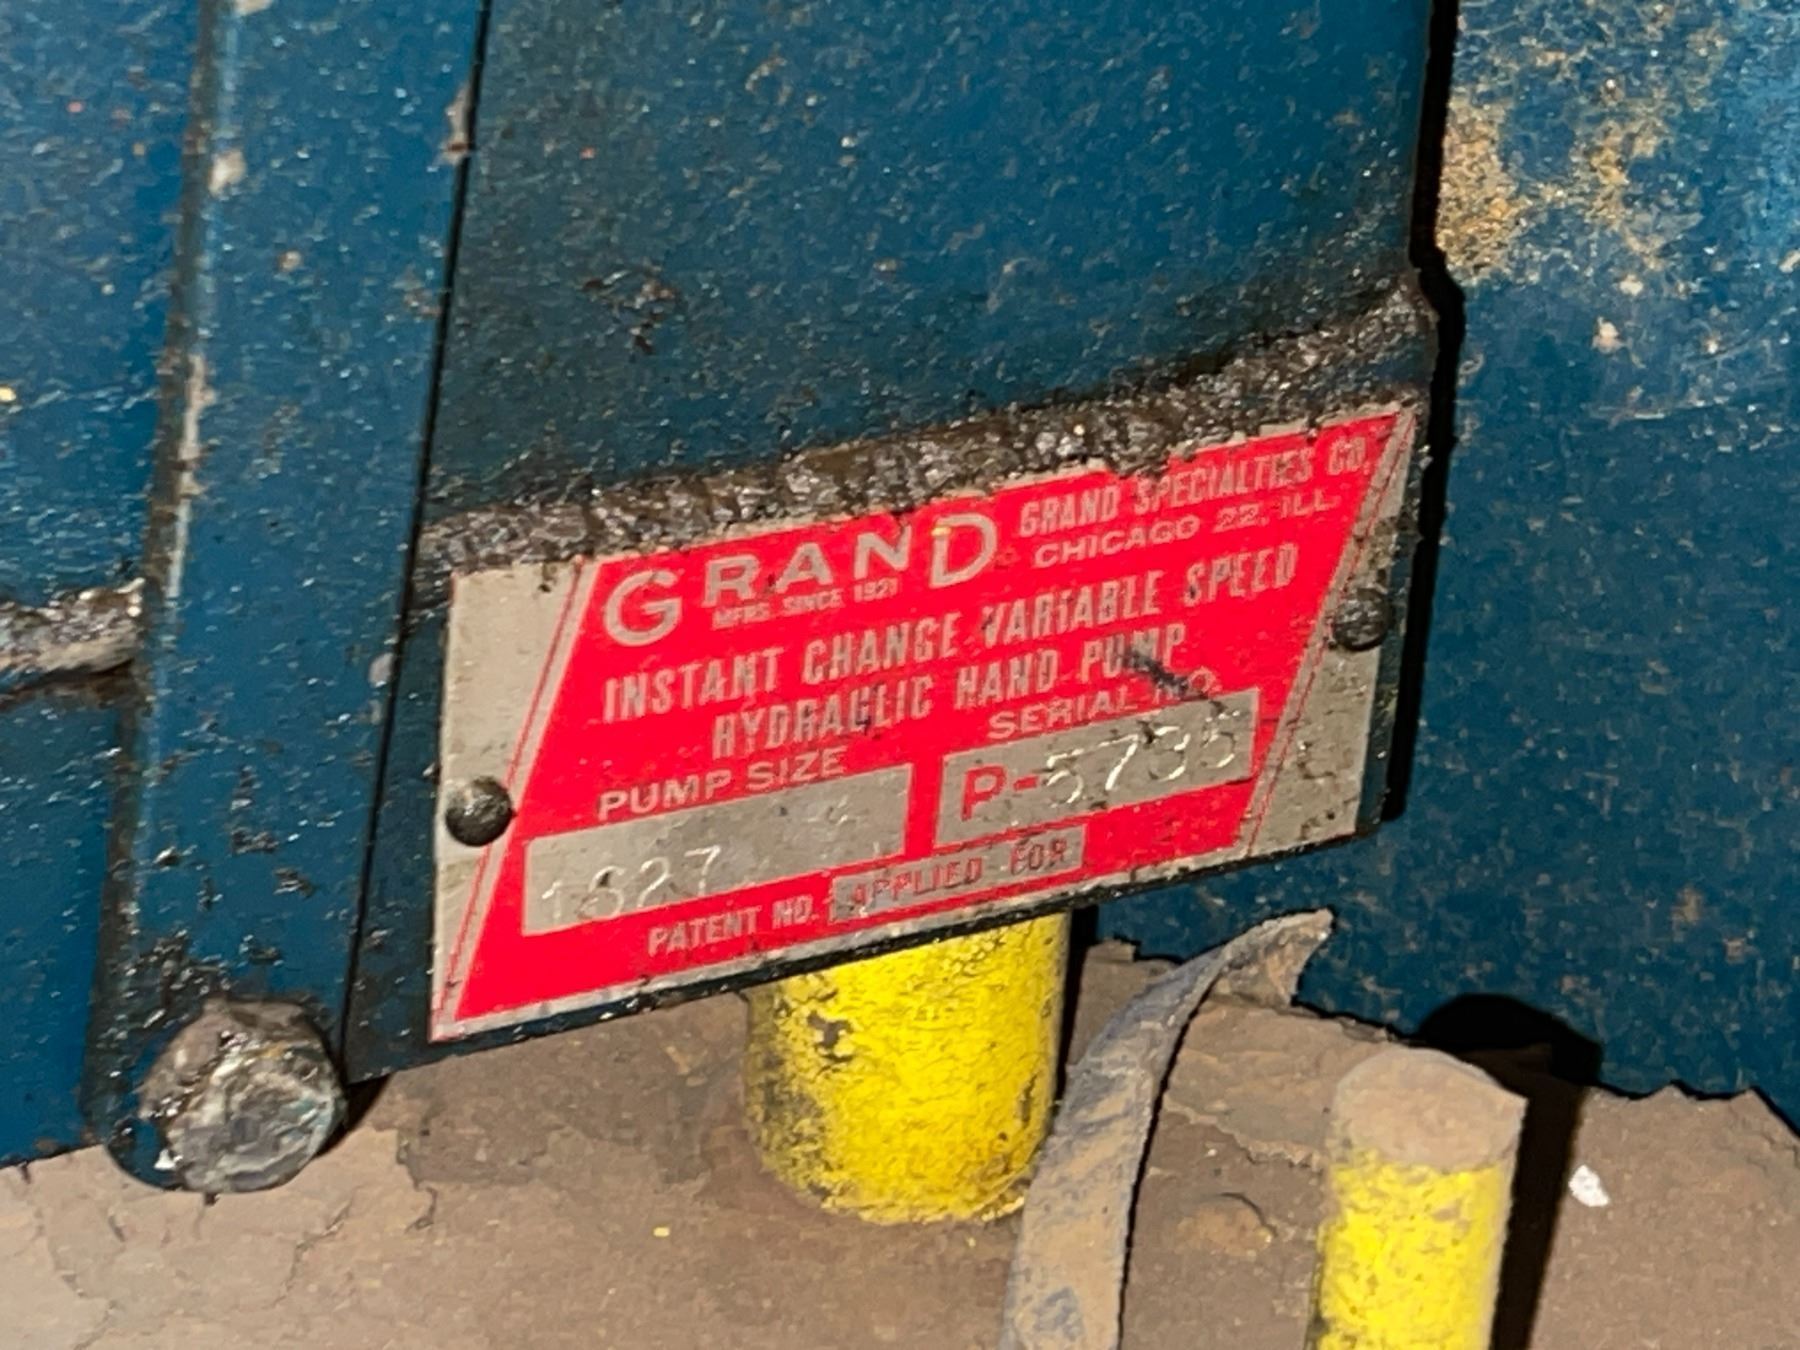 GRAND
MFRS. SINCE 1921
GRAND SPECIALTIES CO.
CHICAGO 22, ILL.
INSTANT CHANGE VARIABLE SPEED
HYDRAULIC HAND PUMP
PUMP SIZE
1627
SERIAL NO.
P-5735
PATENT NO. APPLIED FOR